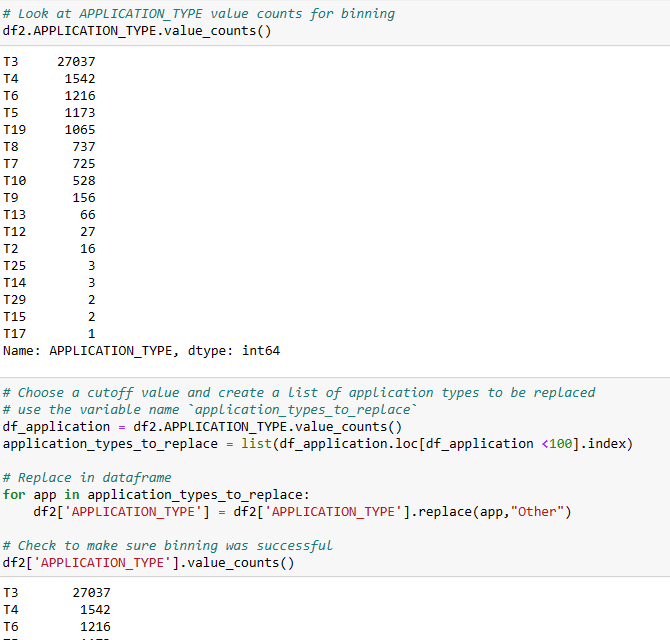 # Look at APPLICATION_TYPE value counts for binning
df2.APPLICATION_TYPE.value_counts()
T3     27037
T4      1542
T6      1216
T5      1173
T19     1065
T8       737
T7       725
T10      528
T9       156
T13       66
T12       27
T2        16
T25        3
T14        3
T29        2
T15        2
T17        1
Name: APPLICATION_TYPE, dtype: int64
# Choose a cutoff value and create a list of application types to be replaced
# use the variable name `application_types_to_replace`
df_application = df2.APPLICATION_TYPE.value_counts()
application_types_to_replace = list(df_application.loc[df_application <100].index)
# Replace in dataframe
for app in application_types_to_replace:
    df2['APPLICATION_TYPE'] = df2['APPLICATION_TYPE'].replace(app,"Other")
# Check to make sure binning was successful
df2['APPLICATION_TYPE'].value_counts()
T3       27037
T4        1542
T6        1216